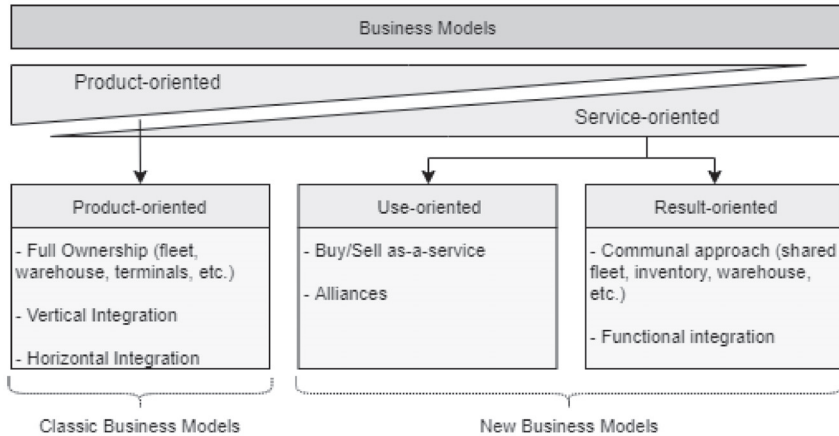 Business Models
Product-oriented
Service-oriented
Product-oriented
- Full Ownership (fleet,
warehouse, terminals, etc.)
- Vertical Integration
- Horizontal Integration
Use-oriented
- Buy/Sell as-a-service
- Alliances
Result-oriented
- Communal approach (shared
fleet, inventory, warehouse,
etc.)
- Functional integration
Classic Business Models
New Business Models